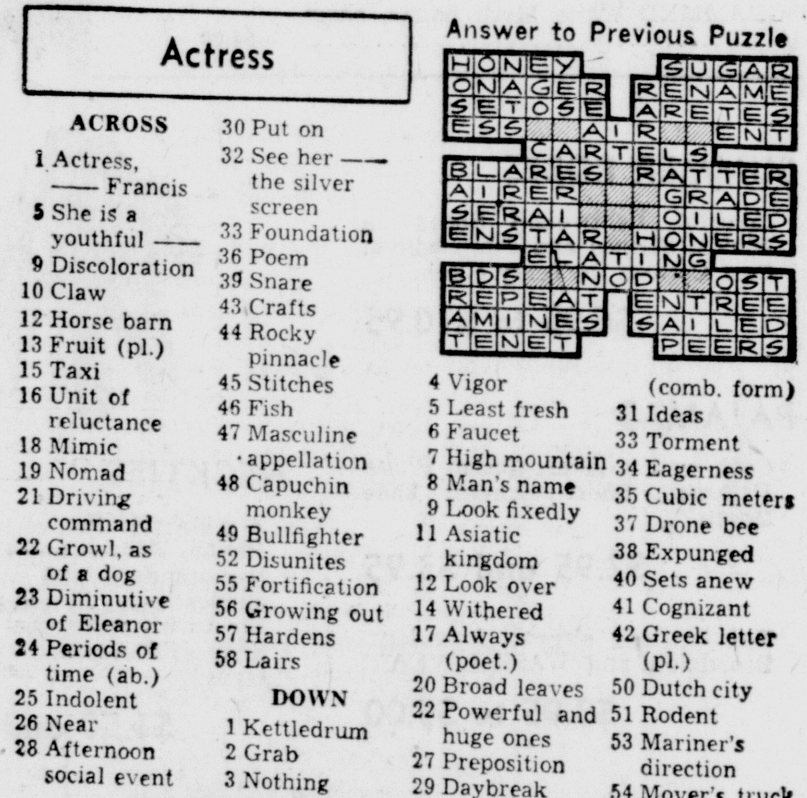 Actress
ACROSS
1 Actress,
—— Francis
5 She is a
youthful ——
9 Discoloration
10 Claw
12 Horse barn
13 Fruit (pl.)
15 Taxi
16 Unit of
reluctance
18 Mimic
19 Nomad
21 Driving
command
22 Growl, as
of a dog
23 Diminutive
of Eleanor
24 Periods of
time (ab.)
25 Indolent
26 Near
28 Afternoon
social event
30 Put on
32 See her ——
the silver
screen
33 Foundation
36 Poem
39 Snare
43 Crafts
44 Rocky
pinnacle
45 Stitches
46 Fish
47 Masculine
appellation
48 Capuchin
monkey
49 Bullfighter
52 Disunites
55 Fortification
56 Growing out
57 Hardens
58 Lairs
DOWN
1 Kettledrum
2 Grab
3 Nothing
Answer to Previous Puzzle
HONEY SUGAR
ONAGER RENAME
SETOSE ARETES
ESS AIR ENT
CARTELS
BLARES RATTER
AIRER GRADE
SERAI OILED
ENSTAR HONERS
ELATING
BDS NOD OST
REPEAT ENTREE
AMINES SAILED
TENET PEERS
4 Vigor
5 Least fresh
6 Faucet
7 High mountain
8 Man's name
9 Look fixedly
11 Asiatic
kingdom
12 Look over
14 Withered
17 Always
(poet.)
20 Broad leaves
22 Powerful and
huge ones
27 Preposition
29 Daybreak
(comb. form)
31 Ideas
33 Torment
34 Eagerness
35 Cubic meters
37 Drone bee
38 Expunged
40 Sets anew
41 Cognizant
42 Greek letter
(pl.)
50 Dutch city
51 Rodent
53 Mariner's
direction
54 Mover's truck